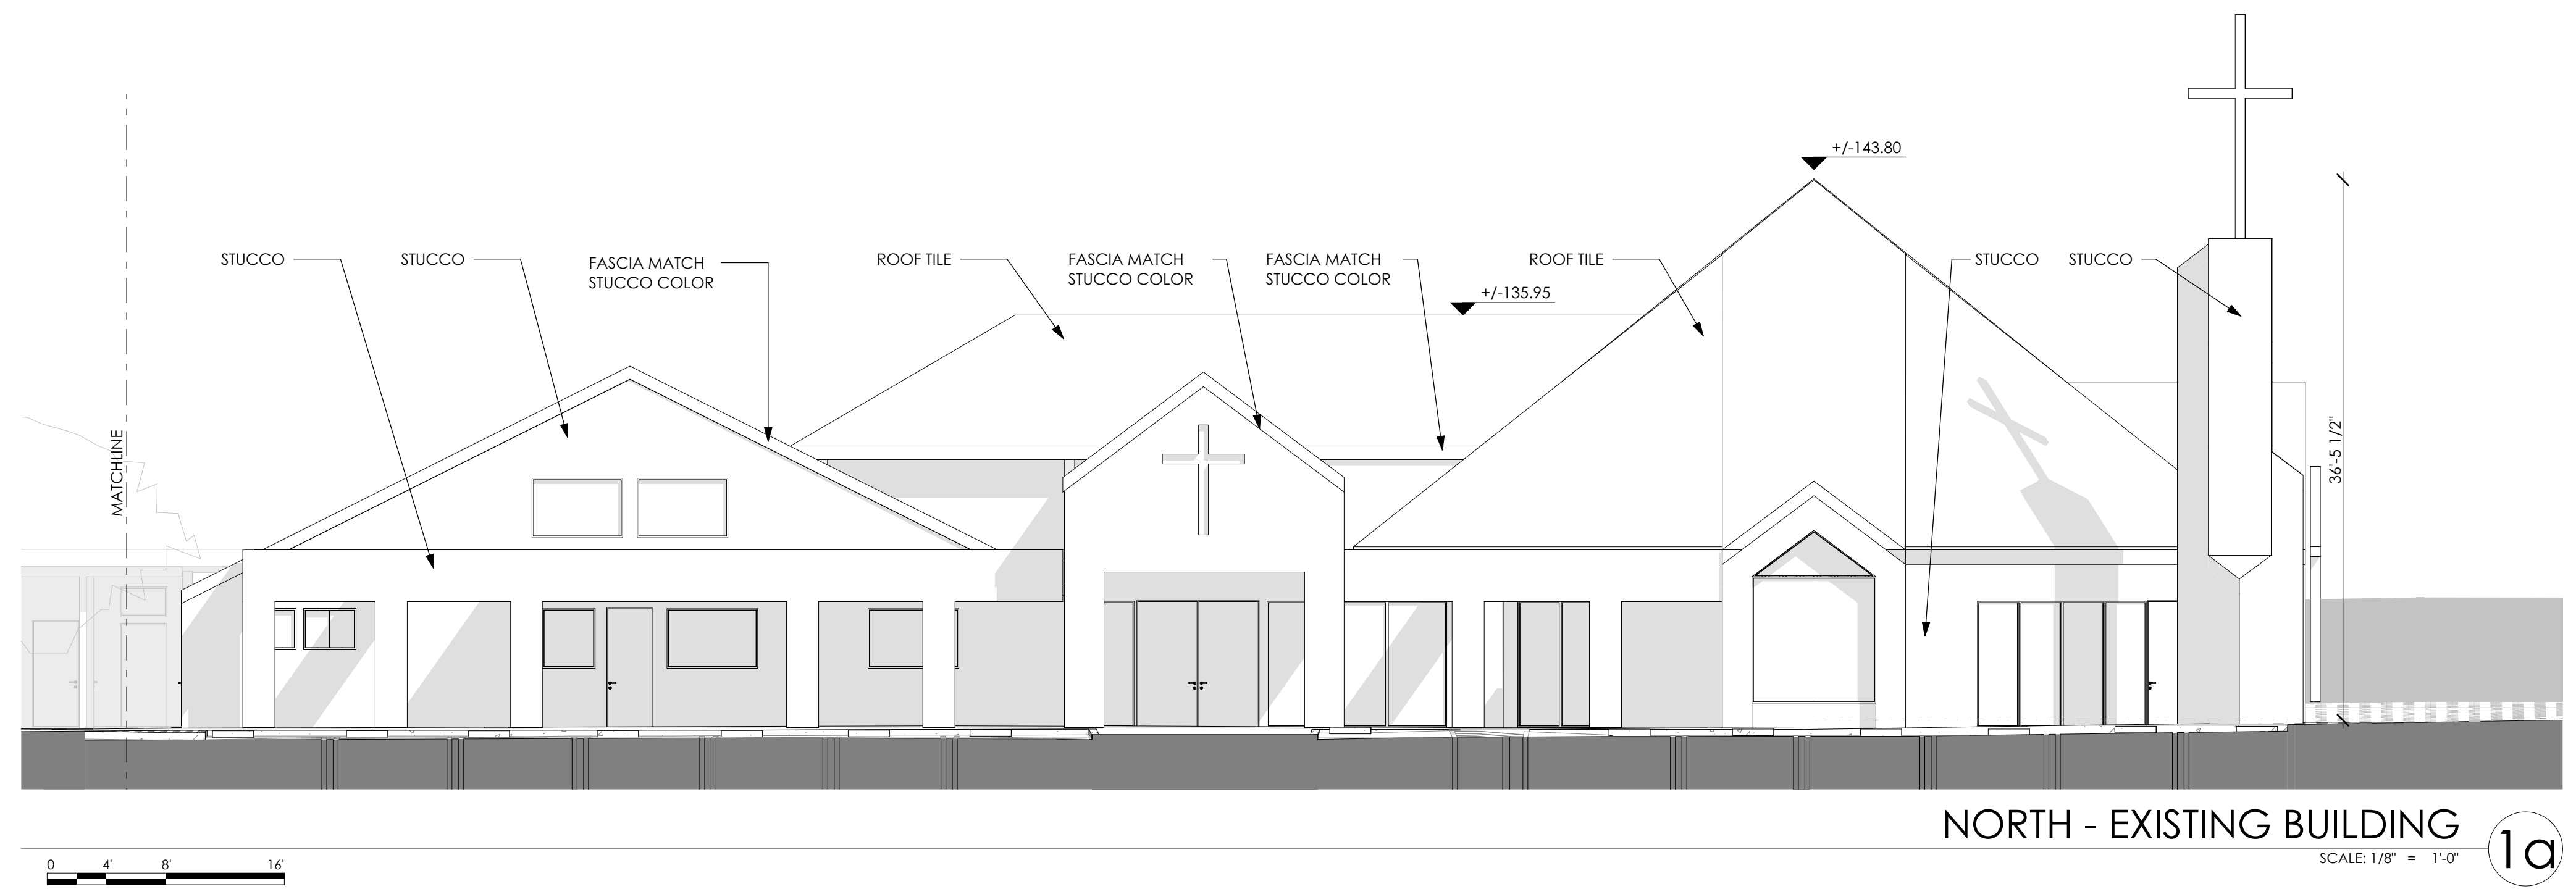 +/-143.80
STUCCO
STUCCO
FASCIA MATCH
STUCCO COLOR
ROOF TILE
FASCIA MATCH
STUCCO COLOR
FASCIA MATCH
STUCCO COLOR
ROOF TILE
STUCCO
STUCCO
+/-135.95
MATCHLINE
36'-5 1/2"
NORTH - EXISTING BUILDING
1a
SCALE: 1/8" = 1'-0"
0 4' 8' 16'